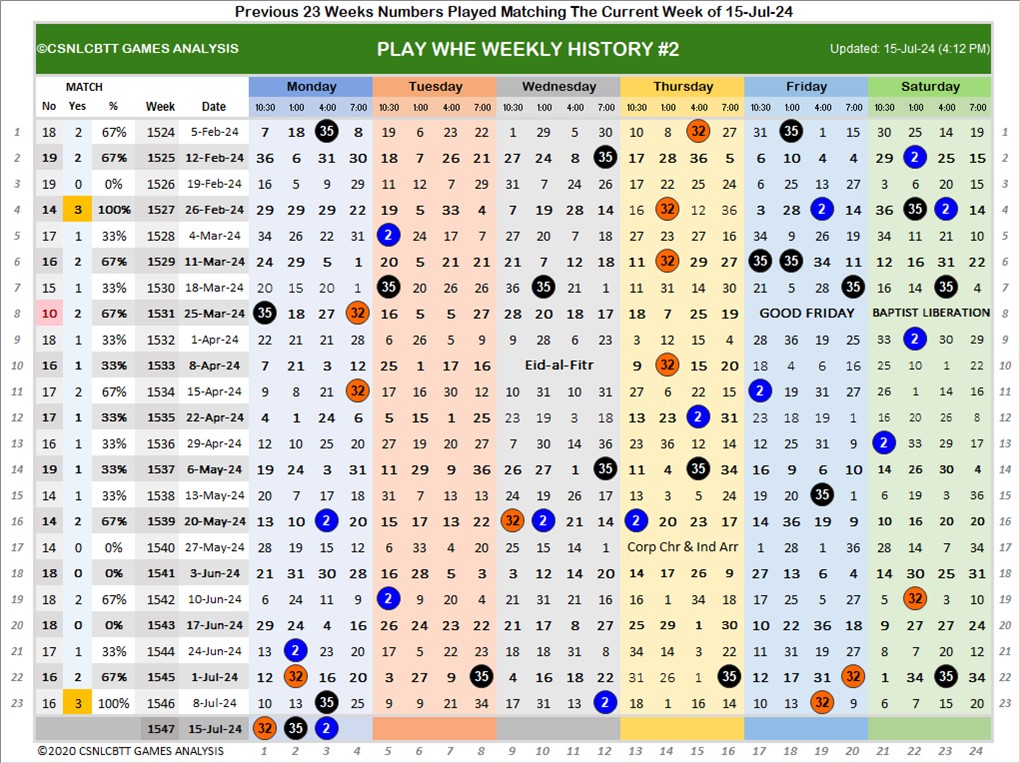 Previous 23 Weeks Numbers Played Matching The Current Week of 15-Jul-24
©CSNLCBTT GAMES ANALYSIS PLAY WHE WEEKLY HISTORY #2 Updated: 15-Jul-24 (4:12 PM)
MATCH Monday Tuesday Wednesday Thursday Friday Saturday
No Yes % Week Date 10:30 1:00 4:00 7:00 10:30 1:00 4:00 7:00 10:30 1:00 4:00 7:00 10:30 1:00 4:00 7:00 10:30 1:00 4:00 7:00 10:30 1:00 4:00 7:00
1 18 2 67% 1524 5-Feb-24 7 18 35 8 19 6 23 22 1 29 5 30 10 8 32 27 31 35 1 15 30 25 14 19 1
2 19 2 67% 1525 12-Feb-24 36 6 31 30 18 7 26 21 27 24 8 35 17 28 36 5 6 10 4 4 29 2 25 15 2
3 19 0 0% 1526 19-Feb-24 16 5 9 29 11 12 7 29 31 7 24 26 17 22 25 24 6 25 13 27 3 6 20 15 3
4 14 3 100% 1527 26-Feb-24 29 29 29 22 19 5 33 4 7 19 28 14 16 32 12 36 3 28 2 14 36 35 2 14 4
5 17 1 33% 1528 4-Mar-24 34 26 22 31 2 24 17 7 27 20 7 18 27 23 27 16 34 9 26 19 34 11 21 10 5
6 16 2 67% 1529 11-Mar-24 24 29 5 1 20 5 21 21 21 7 12 18 11 32 29 27 35 35 34 11 12 16 31 22 6
7 15 1 33% 1530 18-Mar-24 20 15 20 1 35 20 26 26 36 35 21 1 11 31 14 30 21 5 28 35 16 14 35 4 7
8 10 2 67% 1531 25-Mar-24 35 18 27 32 16 5 5 27 28 20 18 17 18 7 25 19 GOOD FRIDAY BAPTIST LIBERATION 8
9 18 1 33% 1532 1-Apr-24 22 21 21 28 6 26 5 9 9 28 6 23 3 12 15 4 28 36 19 25 33 2 30 29 9
10 16 1 33% 1533 8-Apr-24 7 21 3 12 25 1 17 16 Eid-al-Fitr 9 32 15 20 18 4 6 16 25 10 1 22 10
11 17 2 67% 1534 15-Apr-24 9 8 21 32 17 16 30 12 10 31 10 31 27 6 22 15 2 19 31 27 26 1 14 16 11
12 17 1 33% 1535 22-Apr-24 4 1 24 6 5 15 1 25 23 19 3 18 13 23 2 31 23 18 19 1 16 20 26 8 12
13 16 1 33% 1536 29-Apr-24 12 10 25 20 27 19 20 27 7 30 14 36 23 36 12 14 12 25 31 9 2 33 29 17 13
14 19 1 33% 1537 6-May-24 19 24 3 31 11 29 9 36 26 27 1 35 11 4 35 34 16 9 6 10 14 26 30 4 14
15 14 1 33% 1538 13-May-24 20 7 17 18 31 7 13 13 24 19 26 17 13 3 5 24 19 20 35 1 6 19 3 36 15
16 14 2 67% 1539 20-May-24 13 10 2 20 15 17 13 22 32 2 21 14 2 20 23 17 14 36 19 9 10 16 20 20 16
17 14 0 0% 1540 27-May-24 28 19 15 12 6 33 4 20 25 15 14 1 Corp Chr & Ind Arr 1 28 1 36 28 14 7 34 17
18 18 0 0% 1541 3-Jun-24 21 31 30 28 16 28 5 3 3 12 14 20 14 17 26 9 27 13 6 4 14 30 25 31 18
19 18 2 67% 1542 10-Jun-24 6 24 11 9 2 9 20 4 21 31 21 16 16 1 34 18 17 25 5 27 5 32 3 10 19
20 18 0 0% 1543 17-Jun-24 29 24 4 16 26 24 23 22 21 17 8 27 25 29 1 30 10 22 36 18 9 27 27 24 20
21 17 1 33% 1544 24-Jun-24 13 2 23 20 17 5 22 23 18 18 31 8 34 14 3 22 11 31 19 27 8 7 20 12 21
22 16 2 67% 1545 1-Jul-24 12 32 16 20 3 27 9 35 4 16 18 22 31 26 1 35 12 17 31 32 1 34 35 34 22
23 16 3 100% 1546 8-Jul-24 10 13 35 25 9 9 21 34 17 31 13 2 18 1 16 14 10 13 32 9 6 7 15 20 23
1547 15-Jul-24 32 35 2
©2020 CSNLCBTT GAMES ANALYSIS 1 2 3 4 5 6 7 8 9 10 11 12 13 14 15 16 17 18 19 20 21 22 23 24